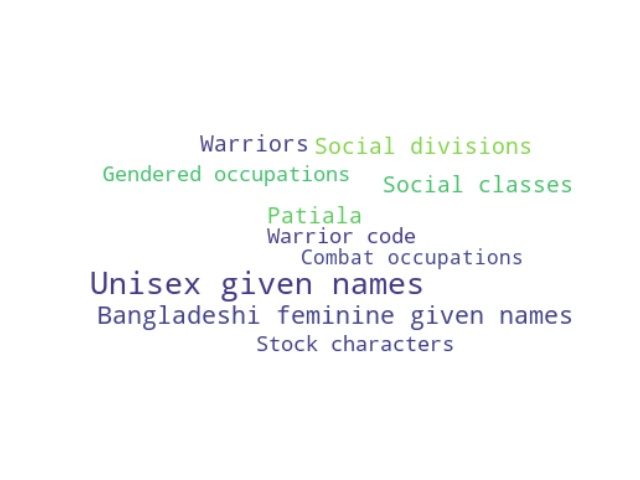 Warriors
Social divisions
Gendered occupations
Social classes
Patiala
Warrior code
Combat occupations
Unisex given names
Bangladeshi feminine given names
Stock characters